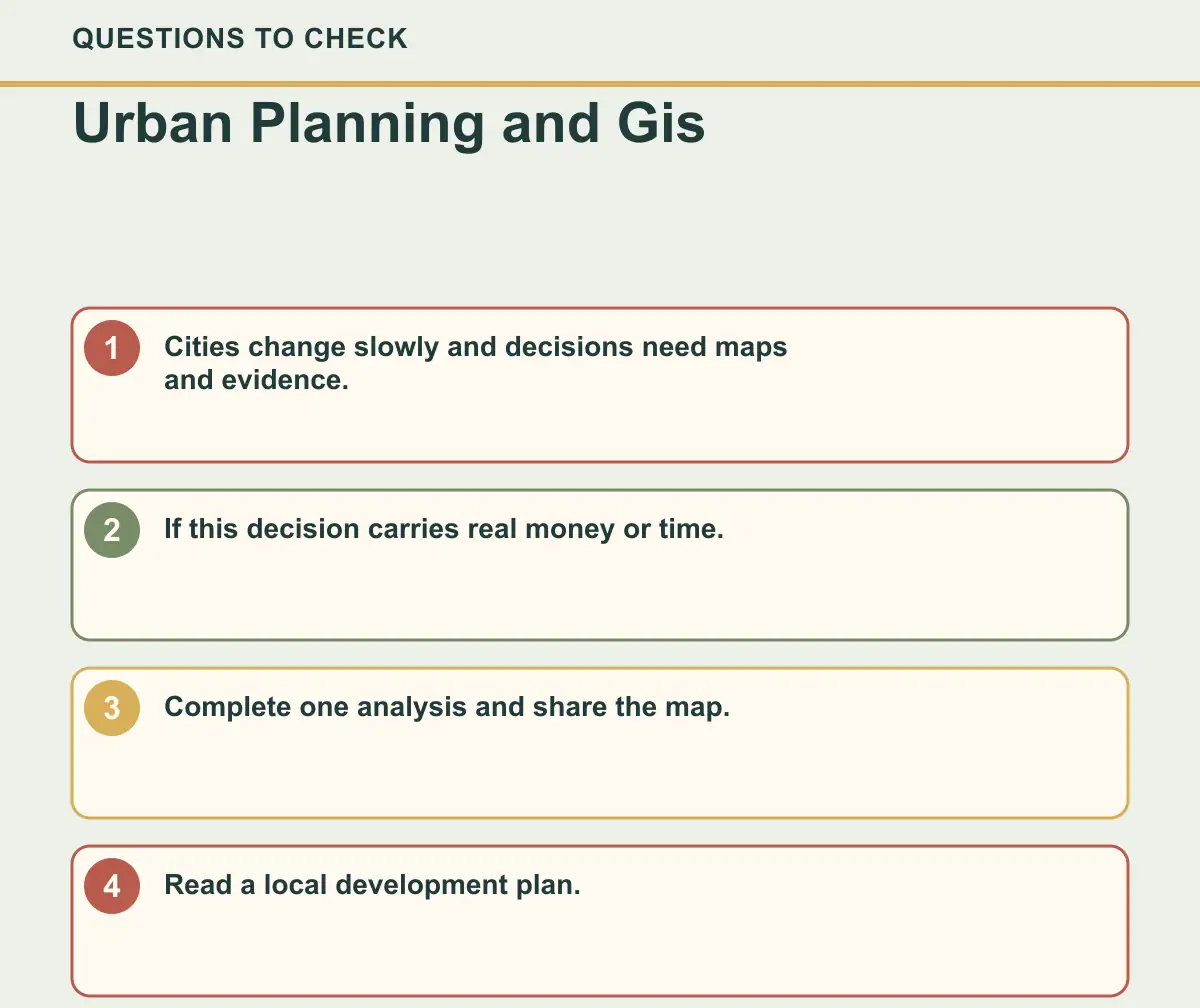 QUESTIONS TO CHECK
Urban Planning and Gis
1
Cities change slowly and decisions need maps
and evidence.
2
If this decision carries real money or time.
3
Complete one analysis and share the map.
4
Read a local development plan.